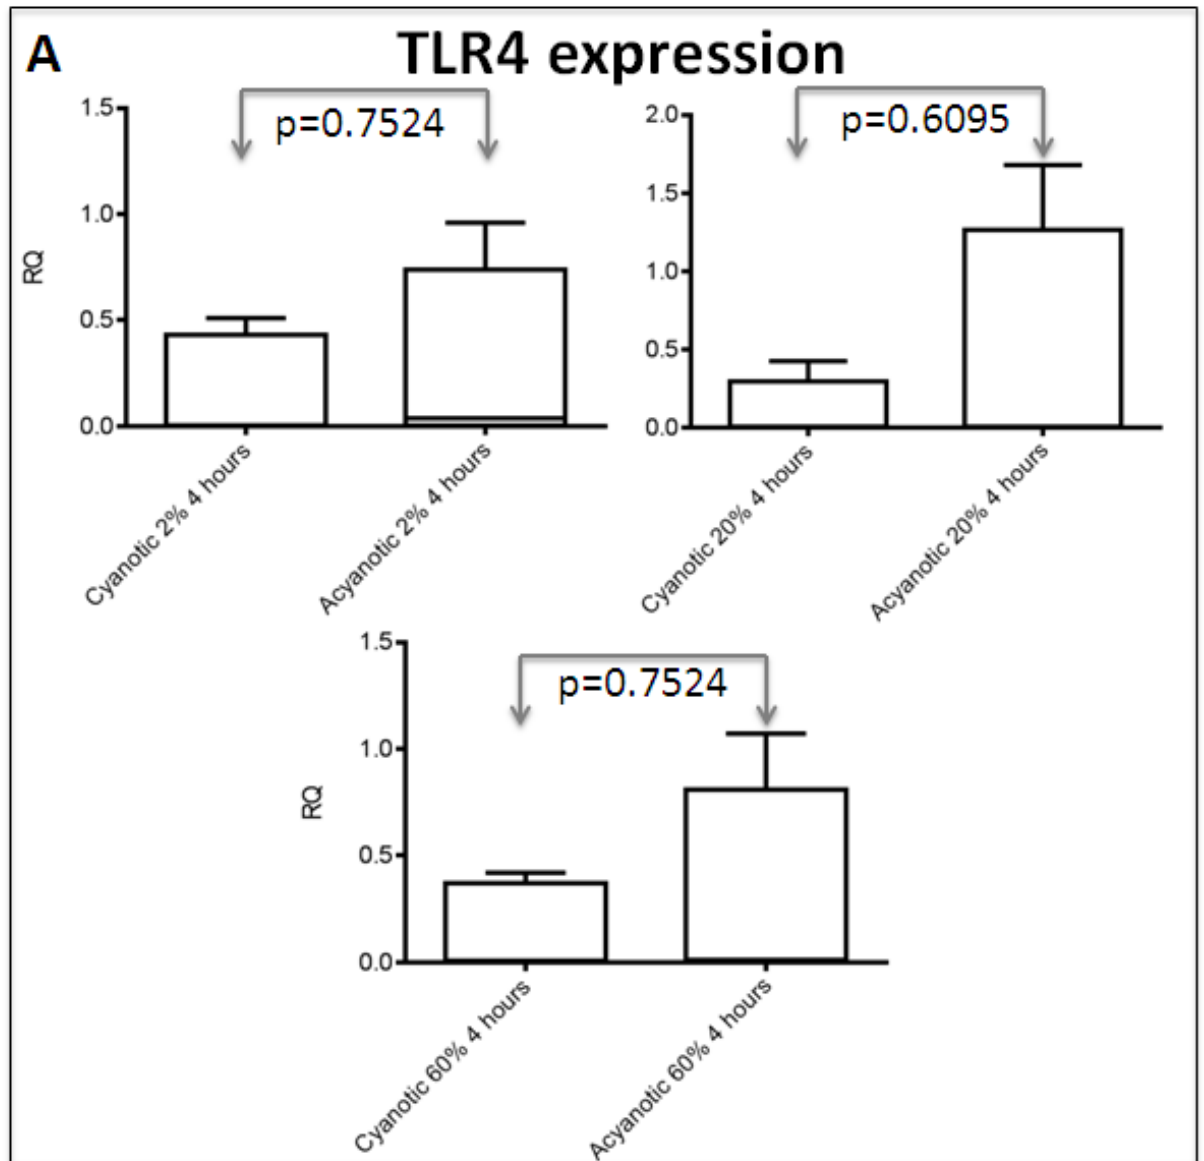 A
TLR4 expression
1.5
1.0
0.5
0.0
RQ
p=0.7524
Cyanotic 2% 4 hours
Acyanotic 2% 4 hours
2.0
1.5
1.0
0.5
0.0
p=0.6095
Cyanotic 20% 4 hours
Acyanotic 20% 4 hours
1.5
1.0
0.5
0.0
RQ
p=0.7524
Cyanotic 60% 4 hours
Acyanotic 60% 4 hours